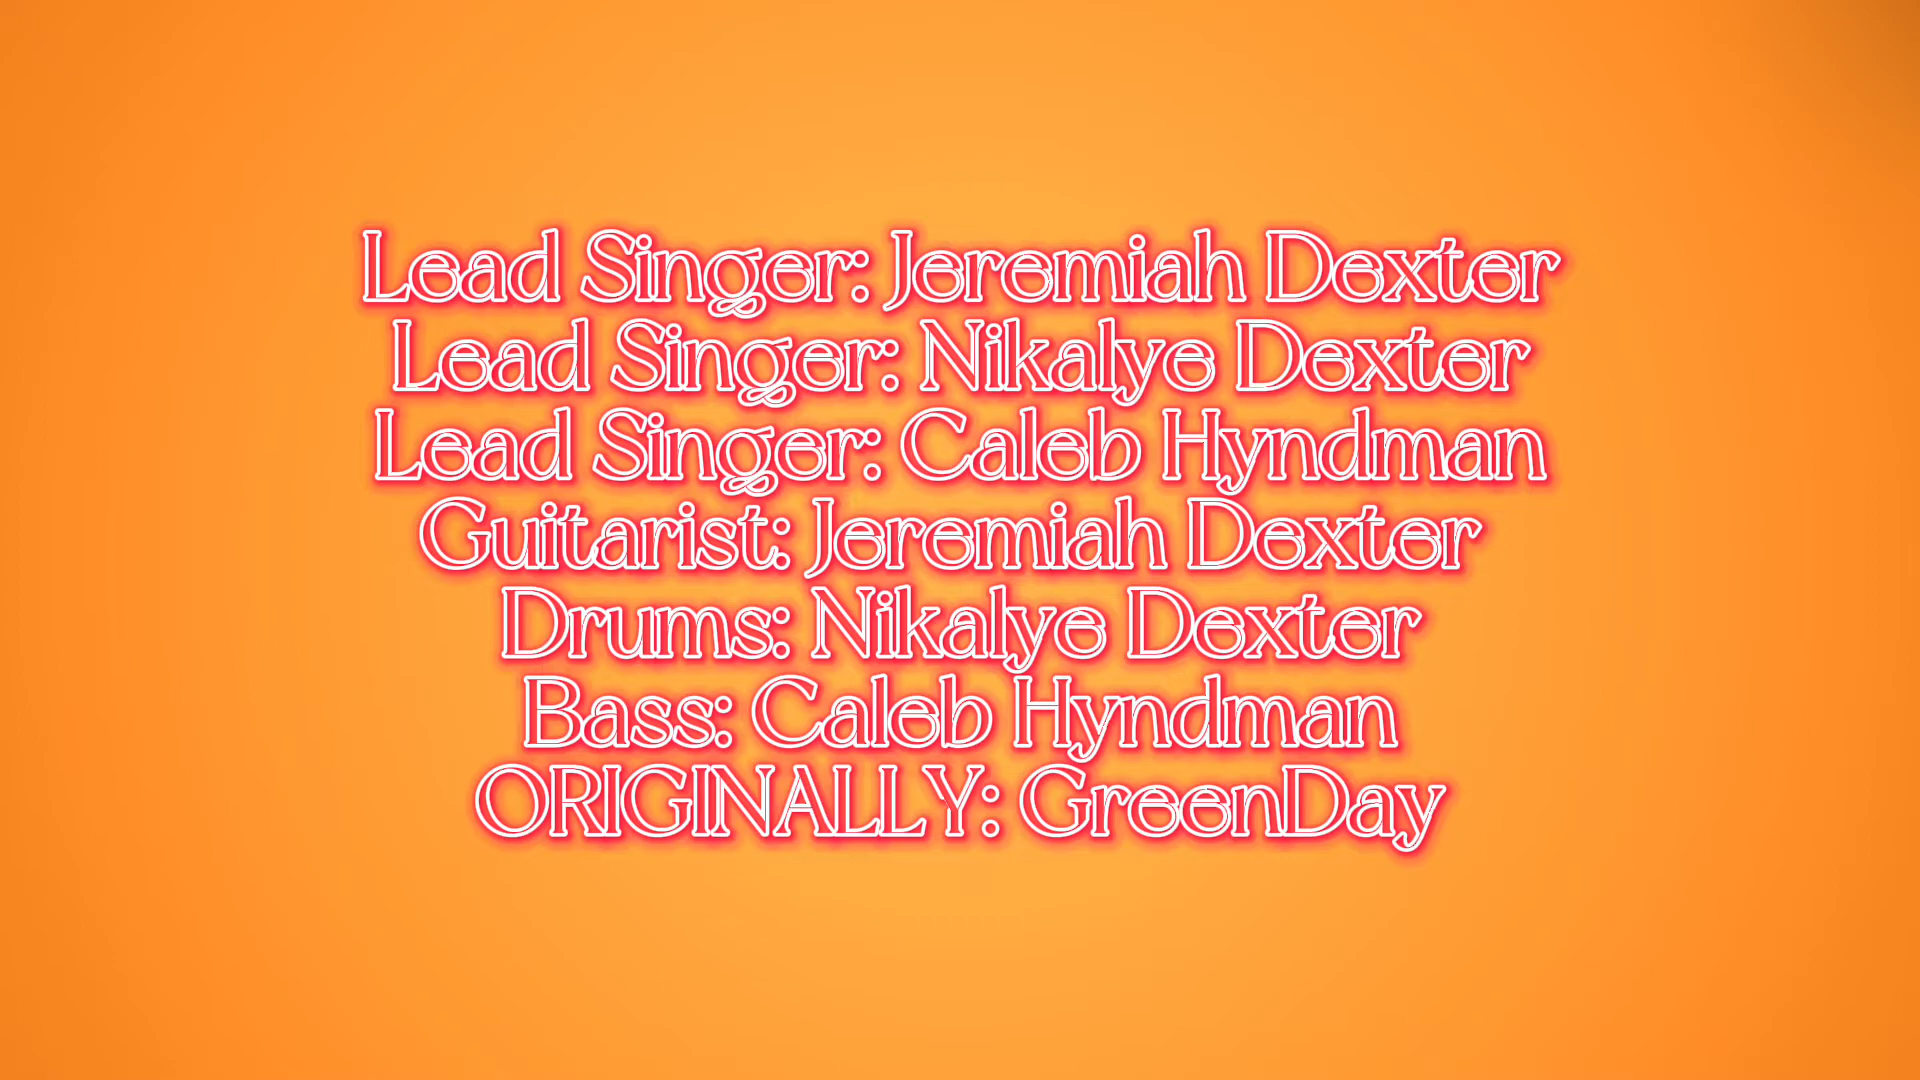 Lead Singer: Jeremiah Dexter
Lead Singer: Nikalye Dexter
Lead Singer: Caleb Hyndman
Guitarist: Jeremiah Dexter
Drums: Nikalye Dexter
Bass: Caleb Hyndman
ORIGINALLY: GreenDay